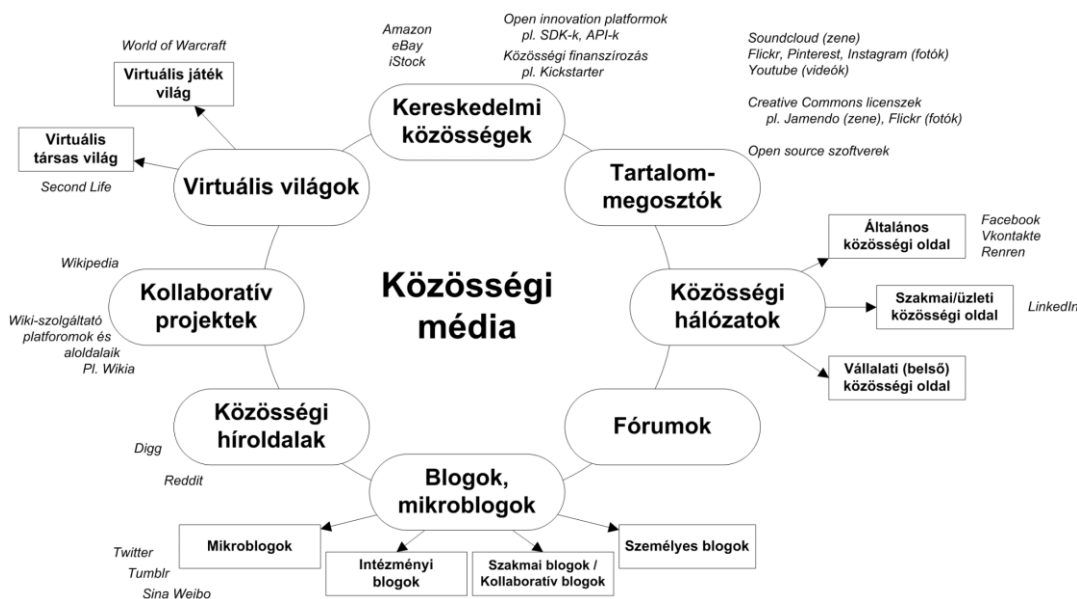 Közösségi
média
Kereskedelmi
közösségek
Amazon
eBay
iStock
Open innovation platformok
pl. SDK-k, API-k
Közösségi finanszírozás
pl. Kickstarter
Tartalom-
megosztók
Soundcloud (zene)
Flickr, Pinterest, Instagram (fotók)
Youtube (videók)
Creative Commons licenszek
pl. Jamendo (zene), Flickr (fotók)
Open source szoftverek
Közösségi
hálózatok
Általános
közösségi oldal
Facebook
Vkontakte
Renren
Szakmai/üzleti
közösségi oldal
LinkedIn
Vállalati (belső)
közösségi oldal
Fórumok
Blogok,
mikroblogok
Személyes blogok
Szakmai blogok /
Kollaboratív blogok
Intézményi
blogok
Mikroblogok
Twitter
Tumblr
Sina Weibo
Közösségi
híroldalak
Digg
Reddit
Kollaboratív
projektek
Wikipedia
Wiki-szolgáltató
platforomok és
aloldalaik
Pl. Wikia
Virtuális világok
Virtuális
társas világ
Second Life
Virtuális játék
világ
World of Warcraft